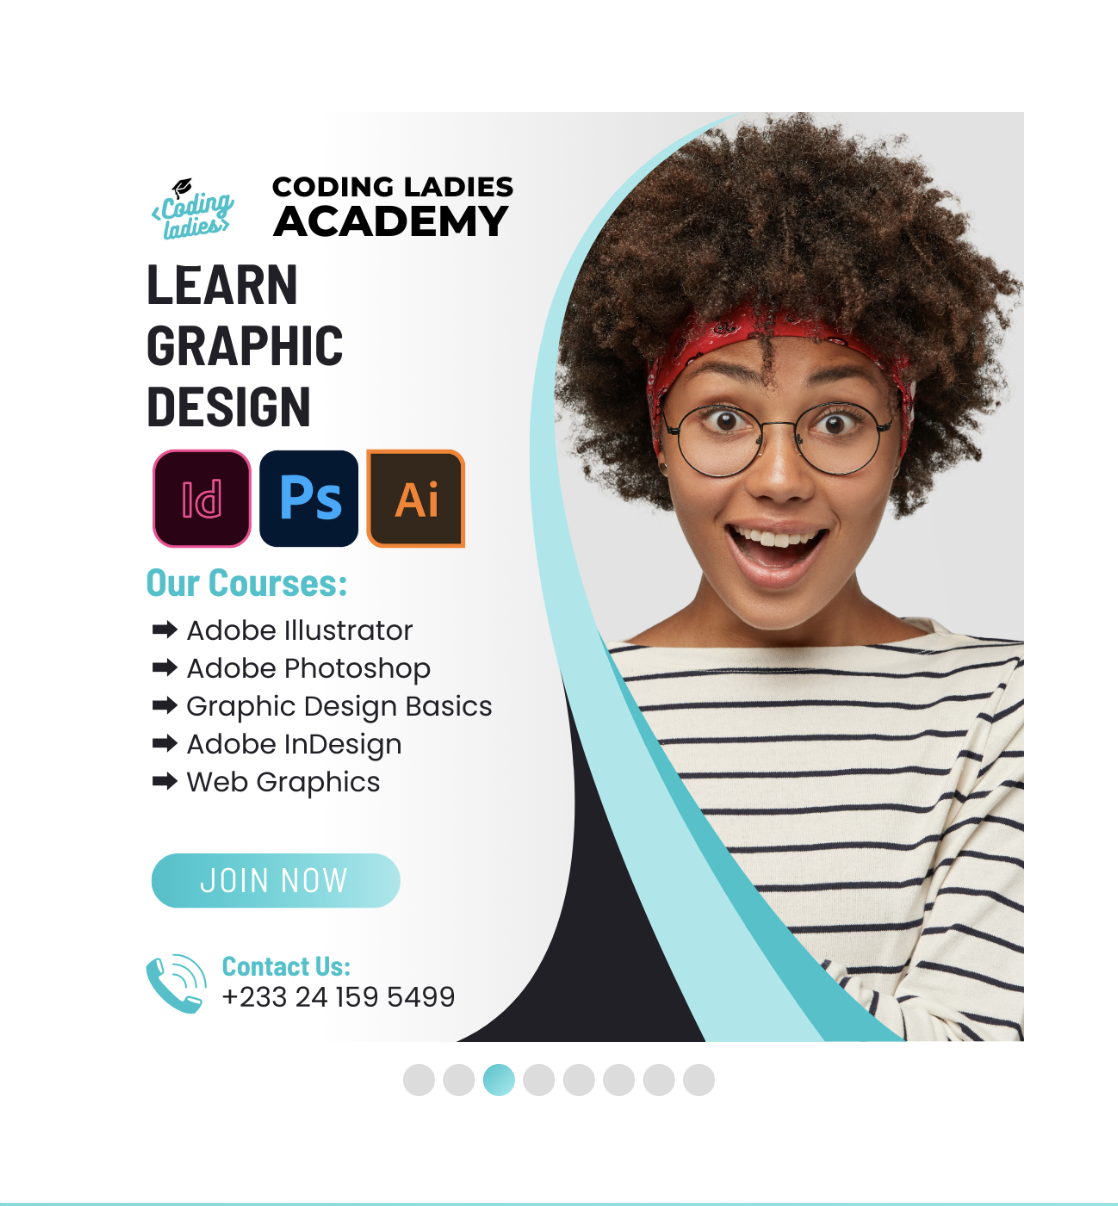 <Coding
ladies>
CODING LADIES
ACADEMY
LEARN
GRAPHIC
DESIGN
Id Ps Ai
Our Courses:
Adobe Illustrator
Adobe Photoshop
Graphic Design Basics
Adobe InDesign
Web Graphics
JOIN NOW
Contact Us:
+233 24 159 5499